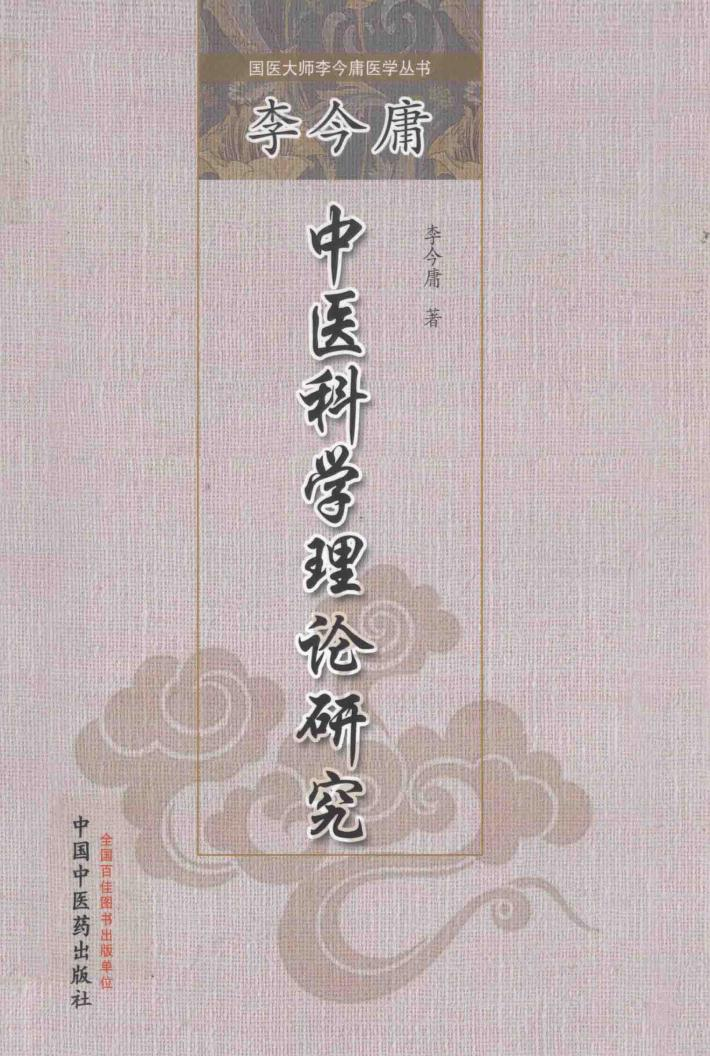 国医大师李今庸医学丛书
李今庸
中医科学理论研究
李今庸 著
全国百佳图书出版单位
中国中医药出版社